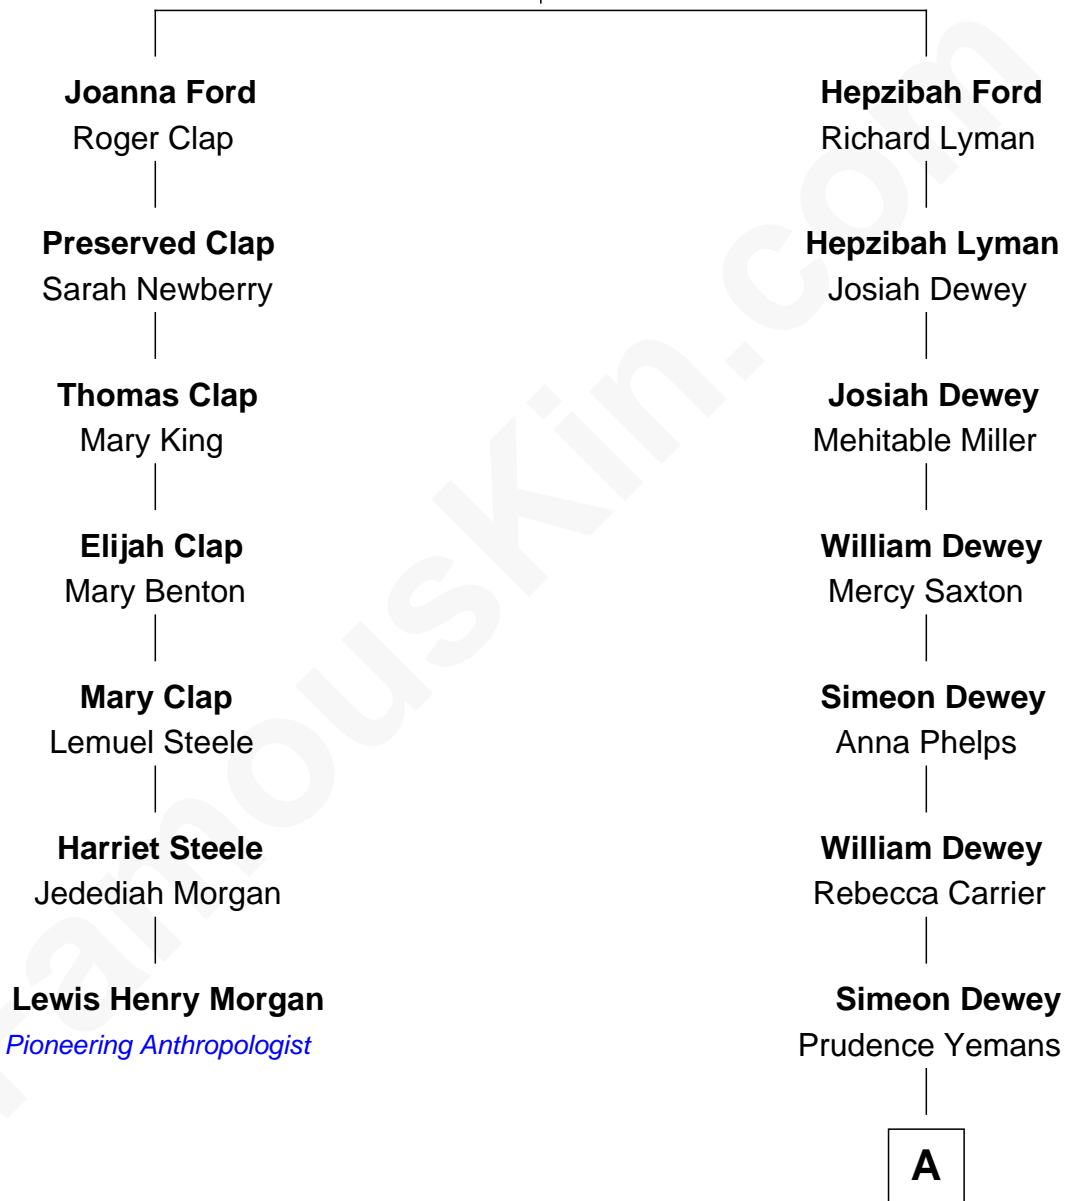 Joanna Ford
Roger Clap
Hepzibah Ford
Richard Lyman
Preserved Clap
Sarah Newberry
Hepzibah Lyman
Josiah Dewey
Thomas Clap
Mary King
Josiah Dewey
Mehitable Miller
Elijah Clap
Mary Benton
William Dewey
Mercy Saxton
Mary Clap
Lemuel Steele
Simeon Dewey
Anna Phelps
Harriet Steele
Jedediah Morgan
William Dewey
Rebecca Carrier
Lewis Henry Morgan
Pioneering Anthropologist
Simeon Dewey
Prudence Yemans
A
FamousKin.com